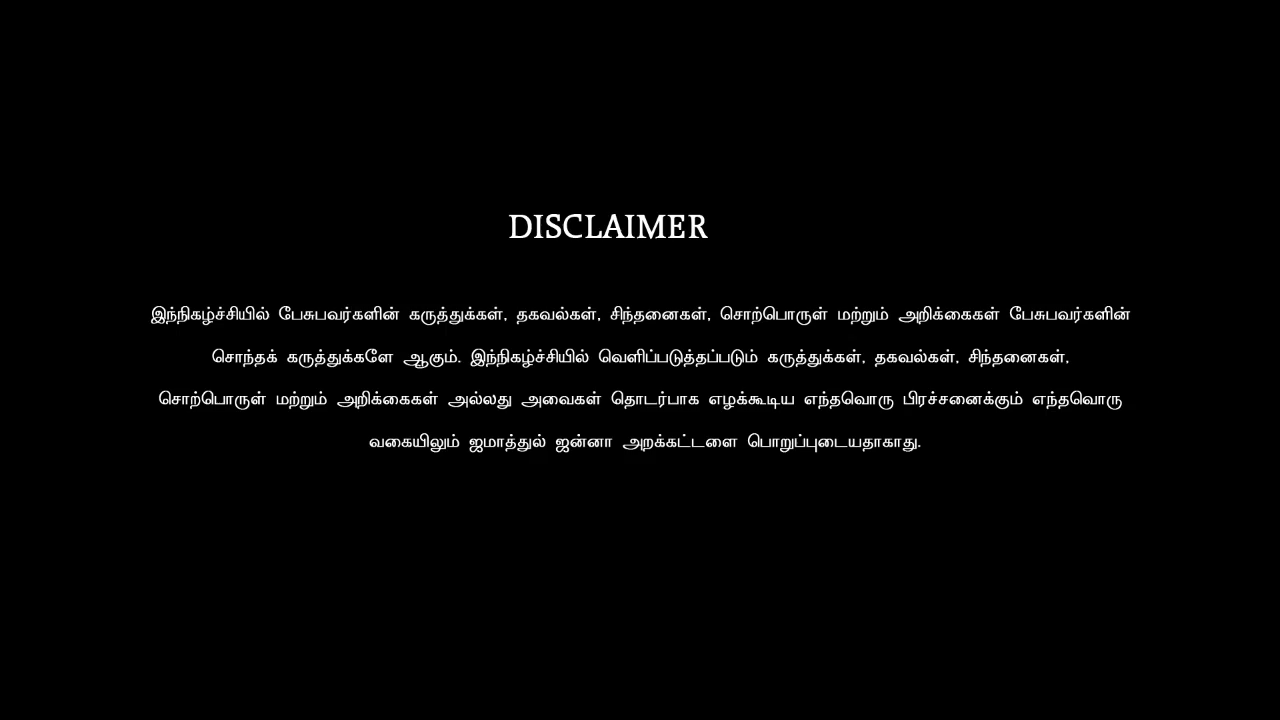 DISCLAIMER
இந்நிகழ்ச்சியில் பேசுபவர்களின் கருத்துக்கள், தகவல்கள், சிந்தனைகள், சொற்பொருள் மற்றும் அறிக்கைகள் பேசுபவர்களின்
சொந்தக் கருத்துக்களே ஆகும். இந்நிகழ்ச்சியில் வெளிப்படுத்தப்படும் கருத்துக்கள், தகவல்கள், சிந்தனைகள்,
சொற்பொருள் மற்றும் அறிக்கைகள் அல்லது அவைகள் தொடர்பாக எழக்கூடிய எந்தவொரு பிரச்சனைக்கும் எந்தவொரு
வகையிலும் ஜமாத்துல் ஜன்னா அறக்கட்டளை பொறுப்புடையதாகாது.